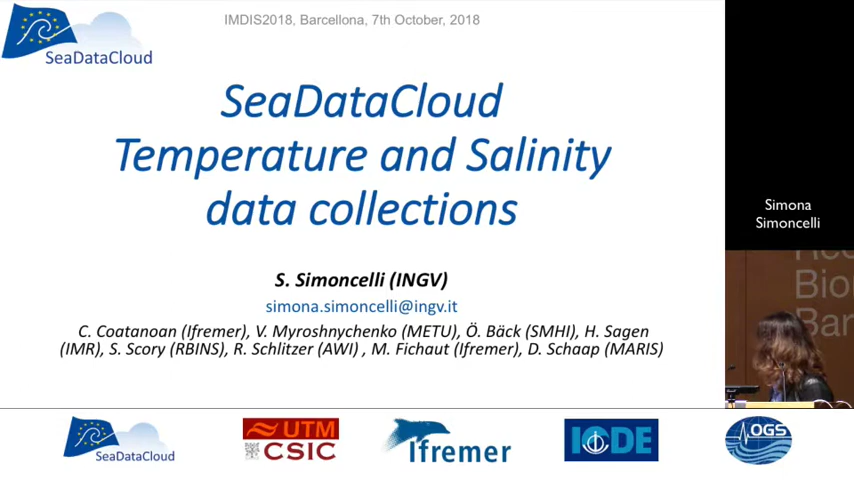 IMDIS2018, Barcellona, 7th October, 2018
SeaDataCloud
SeaDataCloud
Temperature and Salinity
data collections
Simona
Simoncelli
S. Simoncelli (INGV)
simona.simoncelli@ingv.it
C. Coatanoan (Ifremer), V. Myroshnychenko (METU), Ö. Bäck (SMHI), H. Sagen
(IMR), S. Scory (RBINS), R. Schlitzer (AWI) , M. Fichaut (Ifremer), D. Schaap (MARIS)
Bio
Bar
SeaDataCloud
UTM
CSIC
Ifremer
IODE
OGS